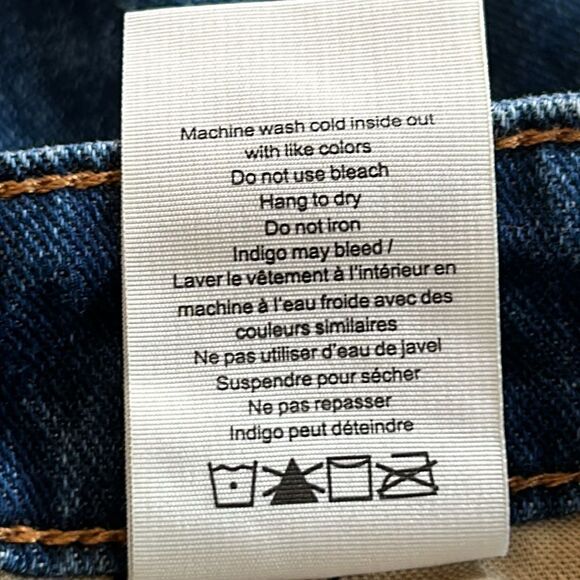 Machine wash cold inside out
with like colors
Do not use bleach
Hang to dry
Do not iron
Indigo may bleed /
Laver le vêtement à l'intérieur en
machine à l'eau froide avec des
couleurs similaires
Ne pas utiliser d'eau de javel
Suspendre pour sécher
Ne pas repasser
Indigo peut déteindre